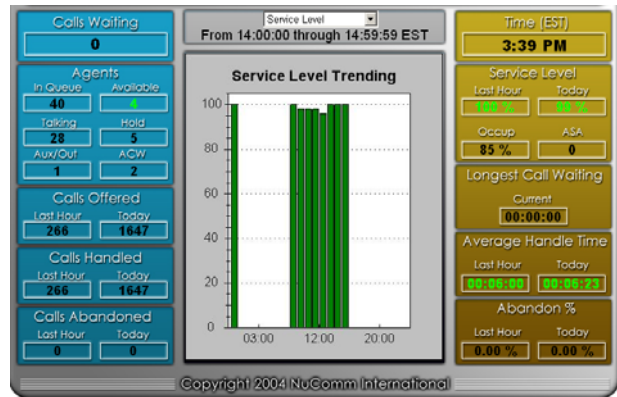 Calls Waiting
0
Agents
In Queue Available
40 4
Talking Hold
28 5
Aux/Out ACW
1 2
Calls Offered
Last Hour Today
266 1647
Calls Handled
Last Hour Today
266 1647
Calls Abandoned
Last Hour Today
0 0
Service Level
From 14:00:00 through 14:59:59 EST
Service Level Trending
100
80
60
40
20
0
03:00 12:00 20:00
Time (EST)
3:39 PM
Service Level
Last Hour Today
100 %
Occup ASA
85 % 0
Longest Call Waiting
Current
00:00:00
Average Handle Time
Last Hour Today
00:06:00 00:06:23
Abandon %
Last Hour Today
0.00 % 0.00 %
Copyright 2004 NuComm International